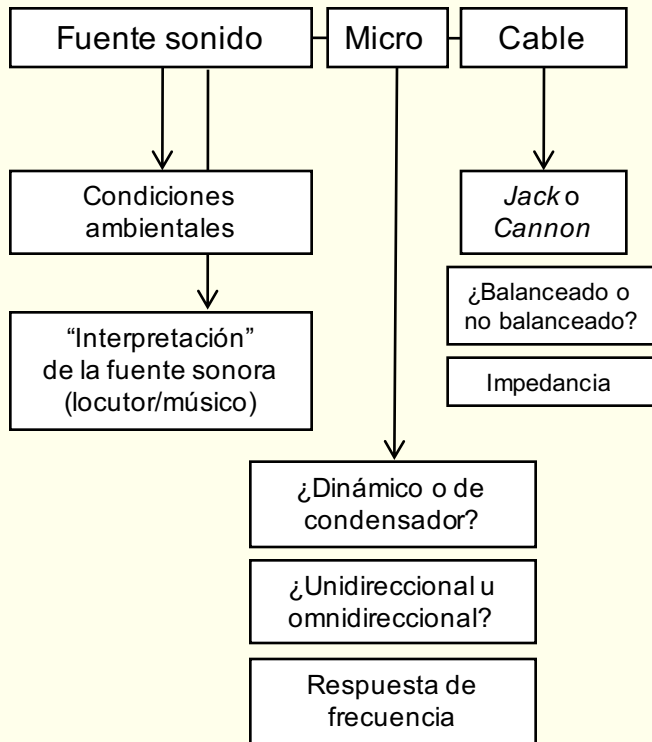 Fuente sonido
Micro
Cable
Condiciones
ambientales
Jack o
Cannon
¿Balanceado o
no balanceado?
"Interpretación"
de la fuente sonora
(locutor/músico)
Impedancia
¿Dinámico o de
condensador?
¿Unidireccional u
omnidireccional?
Respuesta de
frecuencia